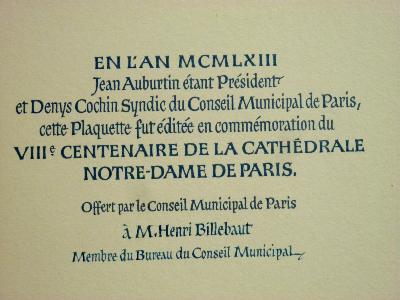 EN L'AN MCMLXIII
Jean Auburtin étant Président
et Denys Cochin Syndic du Conseil Municipal de Paris,
cette Plaquette fut éditée en commémoration du
VIIIᵉ CENTENAIRE DE LA CATHÉDRALE
NOTRE-DAME DE PARIS.
Offert par le Conseil Municipal de Paris
à M. Henri Billebaut
Membre du Bureau du Conseil Municipal